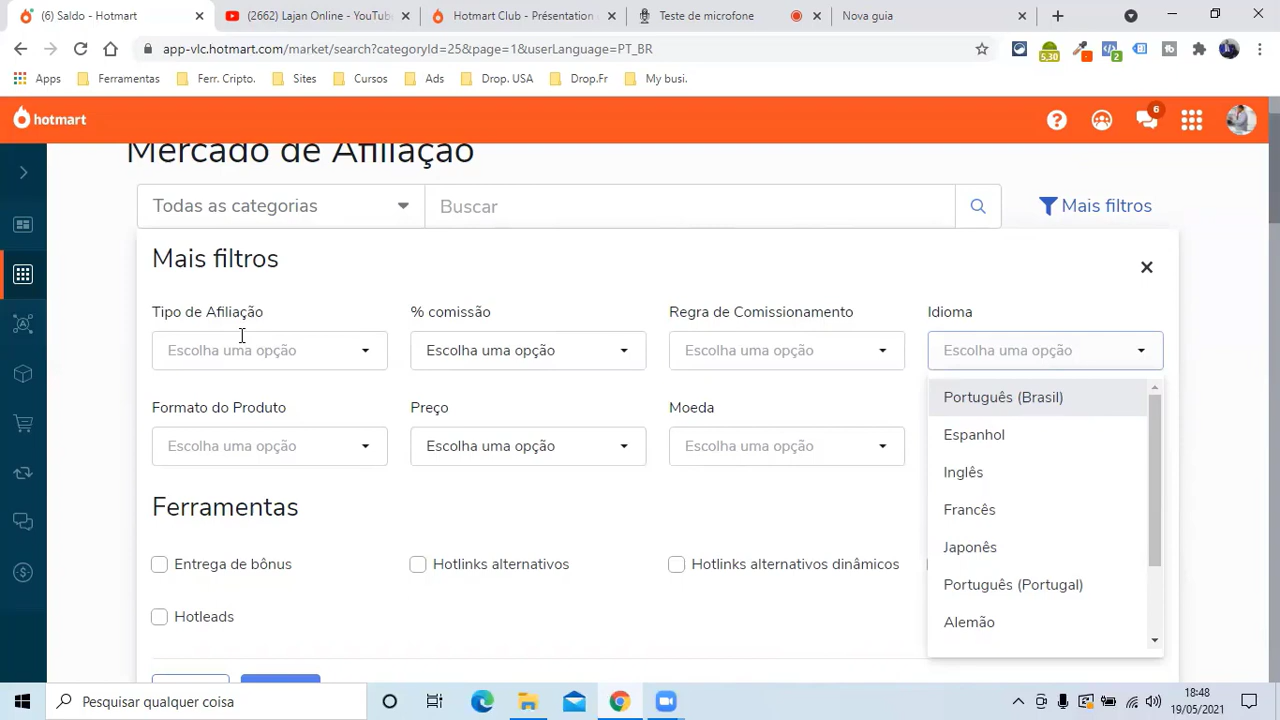 (6) Saldo - Hotmart
(2662) Lajan Online - YouTube
Hotmart Club - Présentation
Teste de microfone
Nova guia
app-vlc.hotmart.com/market/search?categoryId=25&page=1&userLanguage=PT_BR
5,30
2
Apps
Ferramentas
Ferr. Cripto.
Sites
Cursos
Ads
Drop. USA
Drop.Fr
My busi.
hotmart
6
Mercado de Afiliação
Todas as categorias
Buscar
Mais filtros
Mais filtros
Tipo de Afiliação
% comissão
Regra de Comissionamento
Idioma
Escolha uma opção
Escolha uma opção
Escolha uma opção
Escolha uma opção
Português (Brasil)
Formato do Produto
Preço
Moeda
Espanhol
Escolha uma opção
Escolha uma opção
Escolha uma opção
Inglês
Ferramentas
Francês
Japonês
Entrega de bônus
Hotlinks alternativos
Hotlinks alternativos dinâmicos
Português (Portugal)
Hotleads
Alemão
Pesquisar qualquer coisa
18:48
19/05/2021